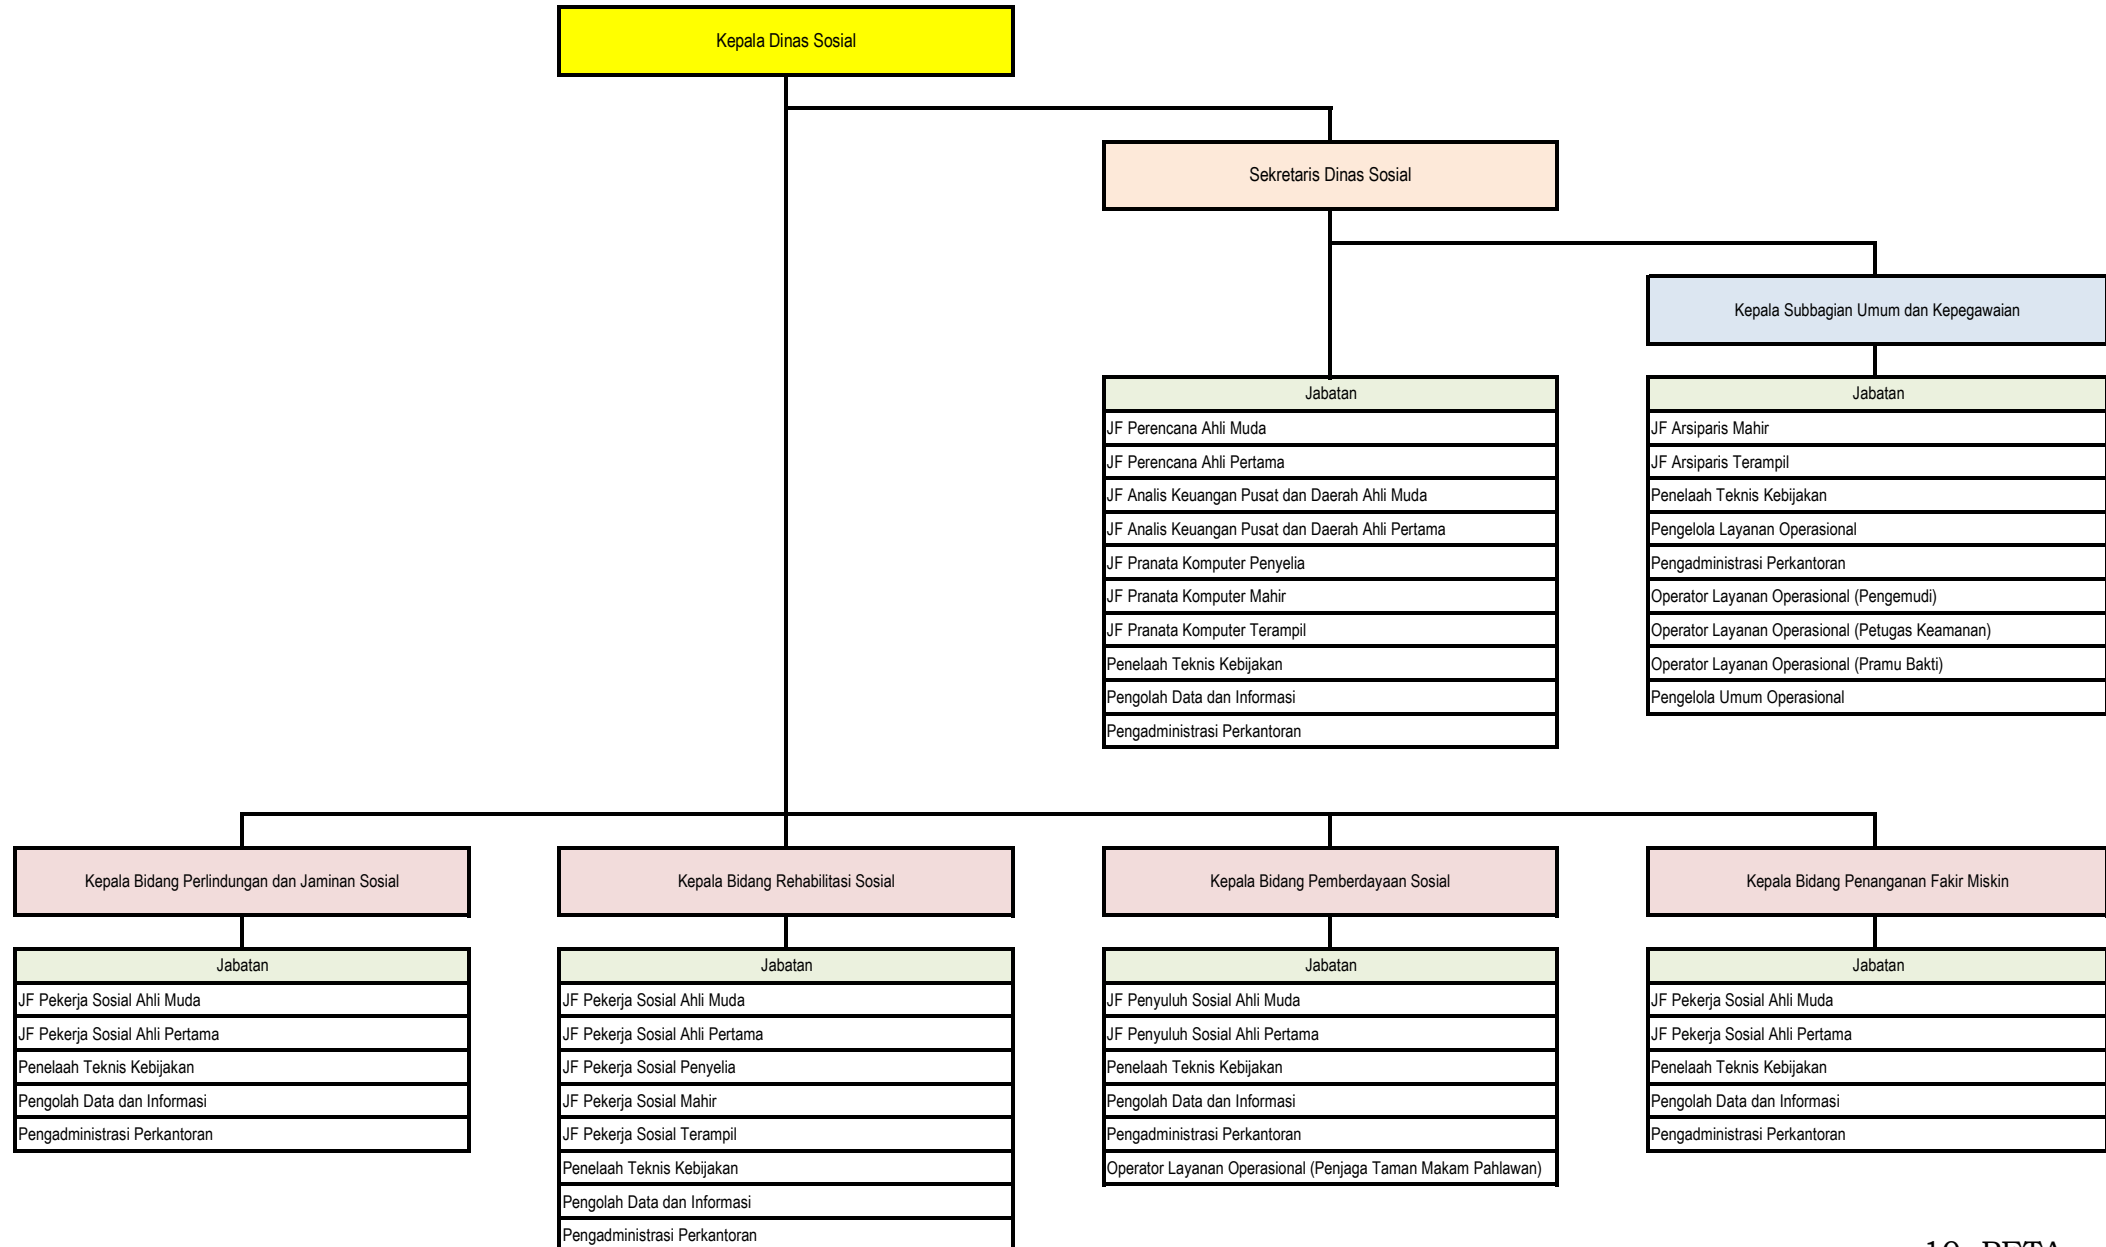 Kepala Dinas Sosial
Sekretaris Dinas Sosial
Kepala Subbagian Umum dan Kepegawaian
Jabatan
JF Perencana Ahli Muda
JF Perencana Ahli Pertama
JF Analis Keuangan Pusat dan Daerah Ahli Muda
JF Analis Keuangan Pusat dan Daerah Ahli Pertama
JF Pranata Komputer Penyelia
JF Pranata Komputer Mahir
JF Pranata Komputer Terampil
Penelaah Teknis Kebijakan
Pengolah Data dan Informasi
Pengadministrasi Perkantoran
Jabatan
JF Arsiparis Mahir
JF Arsiparis Terampil
Penelaah Teknis Kebijakan
Pengelola Layanan Operasional
Pengadministrasi Perkantoran
Operator Layanan Operasional (Pengemudi)
Operator Layanan Operasional (Petugas Keamanan)
Operator Layanan Operasional (Pramu Bakti)
Pengelola Umum Operasional
Kepala Bidang Perlindungan dan Jaminan Sosial
Jabatan
JF Pekerja Sosial Ahli Muda
JF Pekerja Sosial Ahli Pertama
Penelaah Teknis Kebijakan
Pengolah Data dan Informasi
Pengadministrasi Perkantoran
Kepala Bidang Rehabilitasi Sosial
Jabatan
JF Pekerja Sosial Ahli Muda
JF Pekerja Sosial Ahli Pertama
JF Pekerja Sosial Penyelia
JF Pekerja Sosial Mahir
JF Pekerja Sosial Terampil
Penelaah Teknis Kebijakan
Pengolah Data dan Informasi
Pengadministrasi Perkantoran
Kepala Bidang Pemberdayaan Sosial
Jabatan
JF Penyuluh Sosial Ahli Muda
JF Penyuluh Sosial Ahli Pertama
Penelaah Teknis Kebijakan
Pengolah Data dan Informasi
Pengadministrasi Perkantoran
Operator Layanan Operasional (Penjaga Taman Makam Pahlawan)
Kepala Bidang Penanganan Fakir Miskin
Jabatan
JF Pekerja Sosial Ahli Muda
JF Pekerja Sosial Ahli Pertama
Penelaah Teknis Kebijakan
Pengolah Data dan Informasi
Pengadministrasi Perkantoran